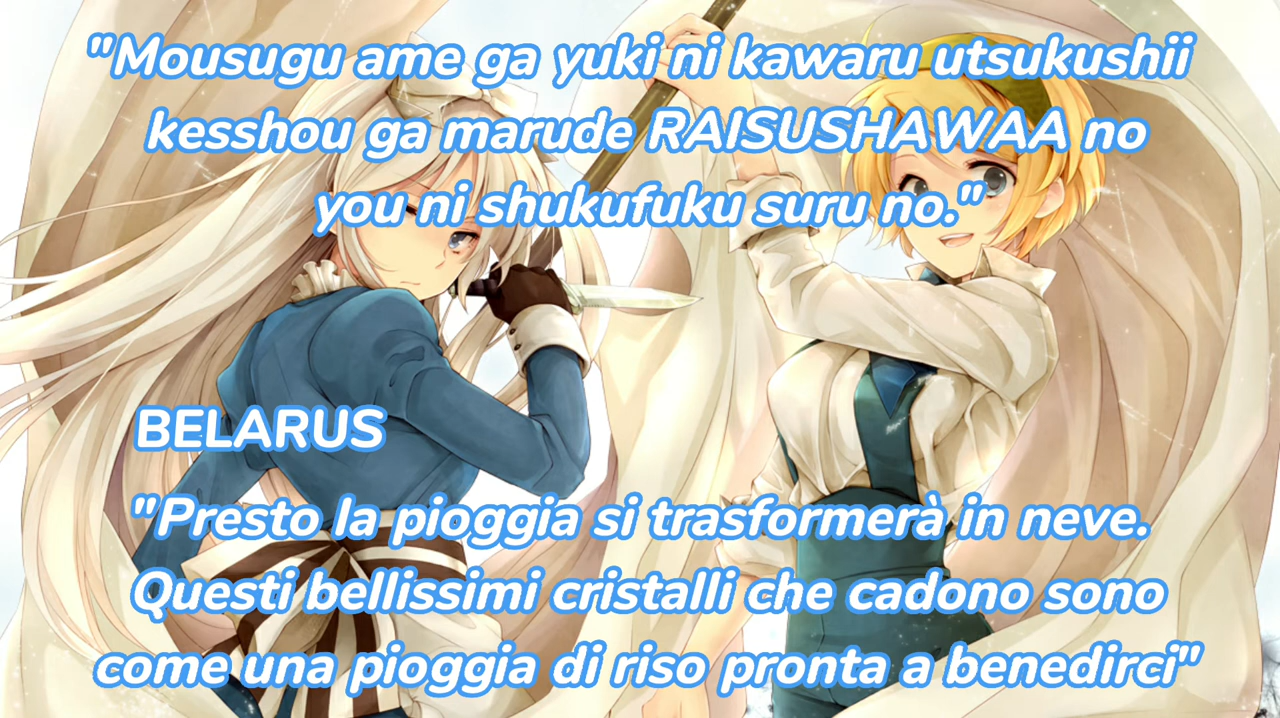 "Mousugu ame ga yuki ni kawaru utsukushii
kesshou ga marude RAISUSHAWAA no
you ni shukufuku suru no."
BELARUS
"Presto la pioggia si trasformerà in neve.
Questi bellissimi cristalli che cadono sono
come una pioggia di riso pronta a benedirci"